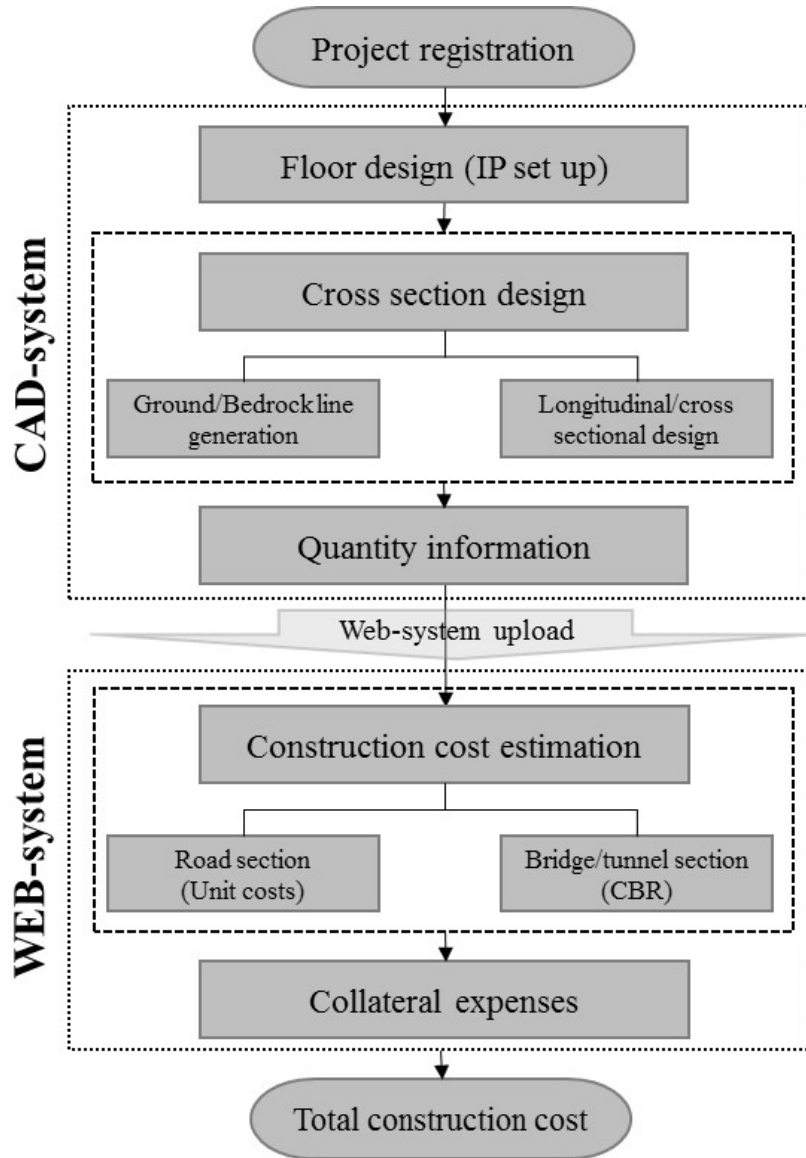 Project registration
CAD-system
Floor design (IP set up)
Cross section design
Ground/Bedrock line
generation
Longitudinal/cross
sectional design
Quantity information
Web-system upload
WEB-system
Construction cost estimation
Road section
(Unit costs)
Bridge/tunnel section
(CBR)
Collateral expenses
Total construction cost